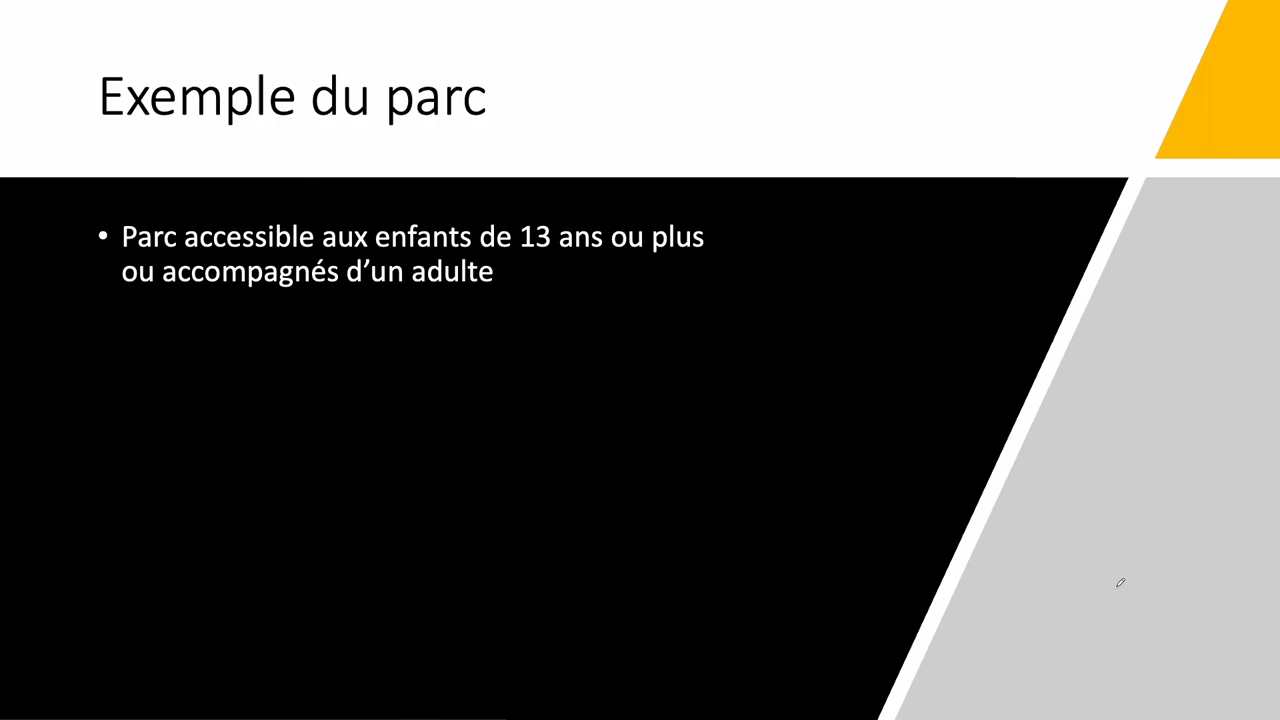 Exemple du parc
• Parc accessible aux enfants de 13 ans ou plus
ou accompagnés d’un adulte